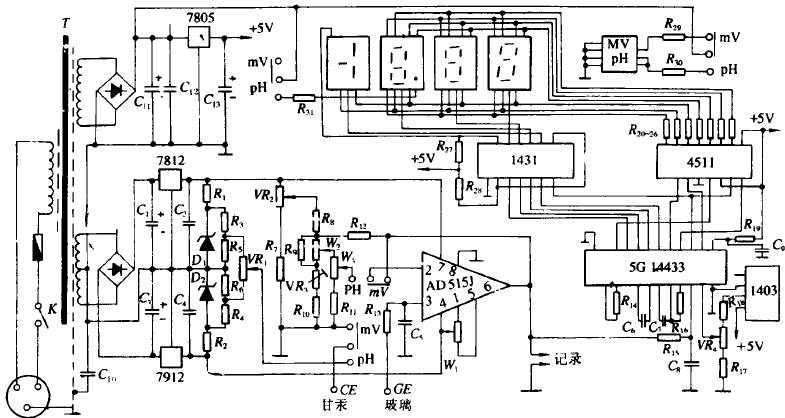 T
7805
+5V
C₁₁
C₁₂
C₁₃
mV
pH
R₃₁
MV
pH
R₂₉
R₃₀
mV
pH
R₂₀~₂₆
+5V
R₂₇
+5V
R₂₈
1431
4511
7812
C₁
C₂
R₁
R₃
D₁
R₅
VR₁
D₂
R₆
R₄
R₂
C₃
C₄
7912
C₁₀
K
VR₂
R₇
R₈
R₉
W₂
R₁₀
R₁₁
PH
mV
R₁₂
R₁₃
C₅
2
7
8
AD 515J
6
3
4
1
5
W₁
mV
pH
CE
甘汞
GE
玻璃
记录
5G 14433
R₁₉
C₉
1403
R₁₄
C₆
C₇
R₁₆
R₁₅
C₈
VR₄
+5V
R₁₇